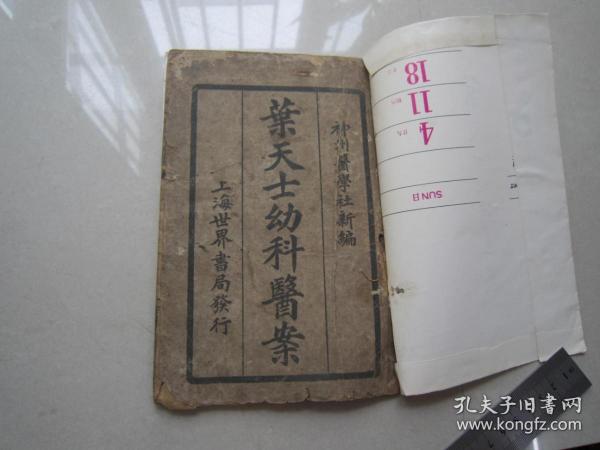 神州醫學社新編
葉天士幼科醫案
上海世界書局發行
18
11
4
SUN 日
孔夫子旧书网
www.kongfz.com